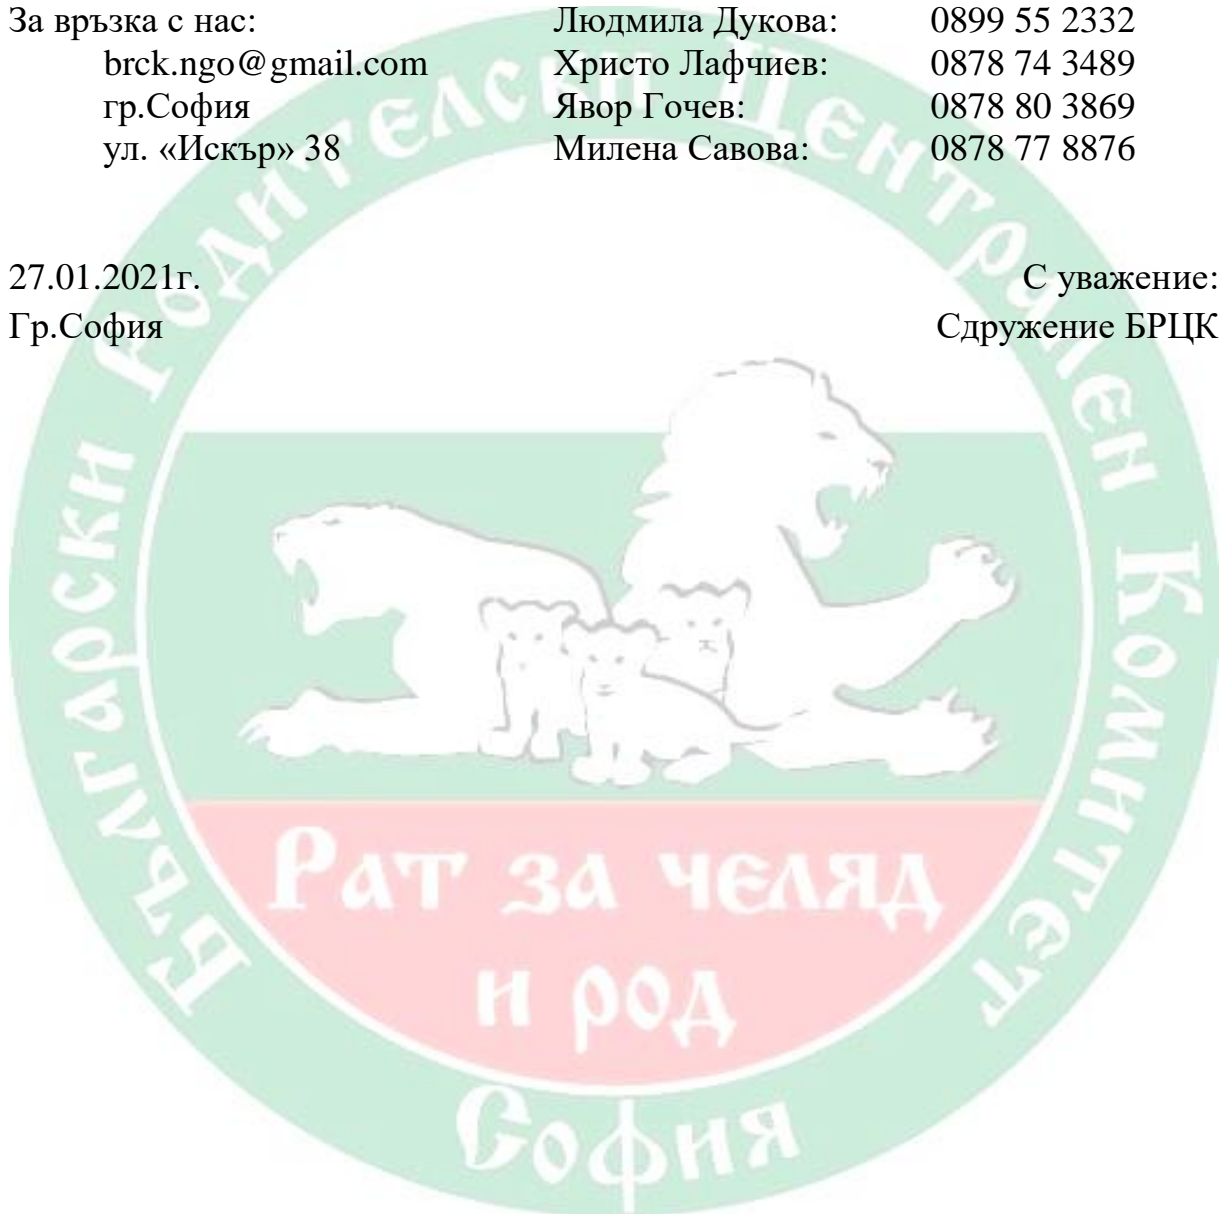 За връзка с нас:
brck.ngo@gmail.com
гр.София
ул. «Искър» 38
Людмила Дукова: 0899 55 2332
Христо Лафчиев: 0878 74 3489
Явор Гочев: 0878 80 3869
Милена Савова: 0878 77 8876
27.01.2021г.
Гр.София
С уважение:
Сдружение БРЦК
Български Родителски Централен Комитет
Рат за челяд
и род
София